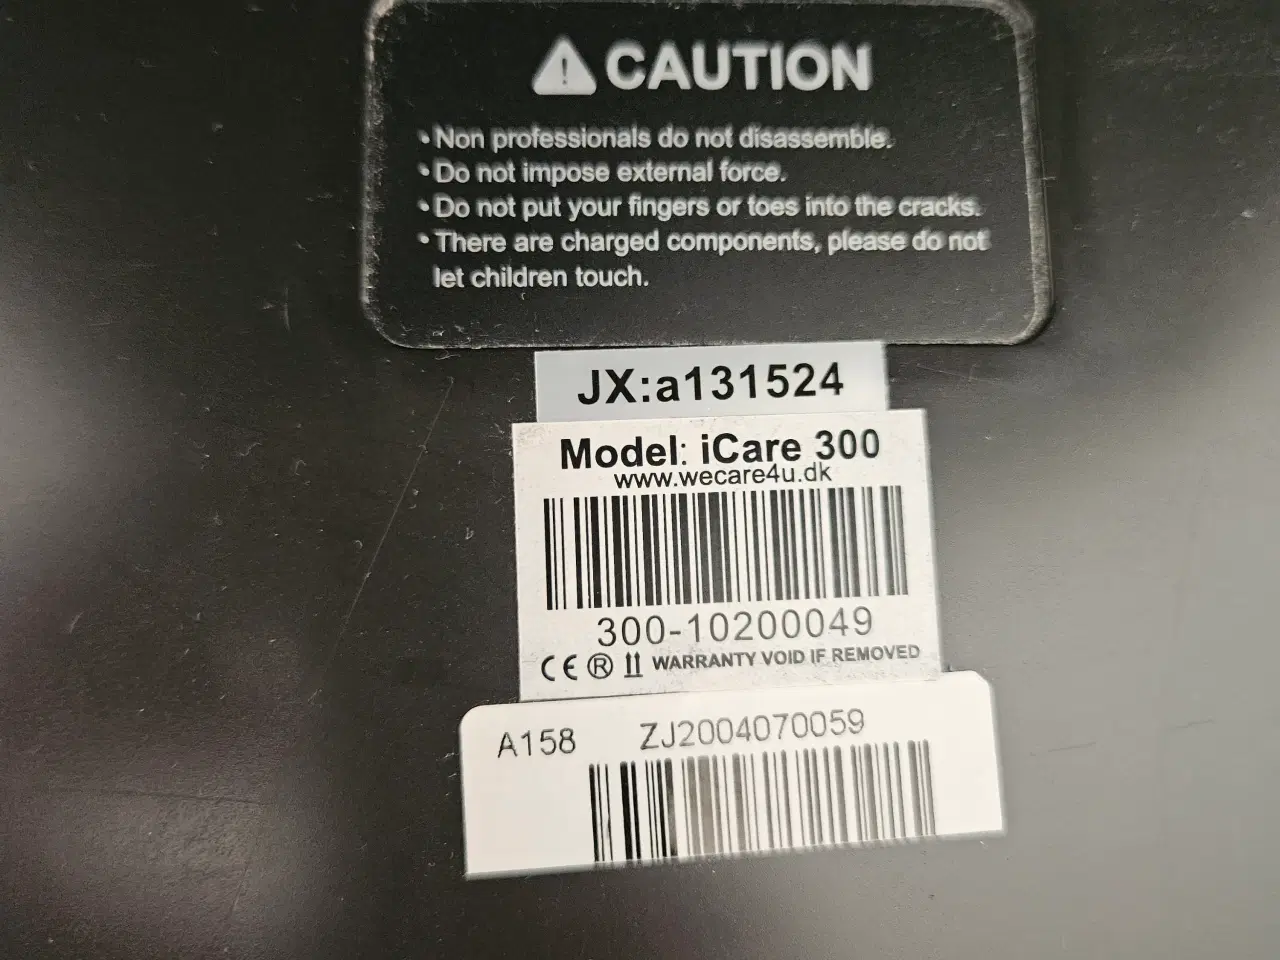 ⚠ CAUTION
• Non professionals do not disassemble.
• Do not impose external force.
• Do not put your fingers or toes into the cracks.
• There are charged components, please do not
let children touch.
JX:a131524
Model: iCare 300
www.wecare4u.dk
300-10200049
CE ® WARRANTY VOID IF REMOVED
A158 ZJ2004070059